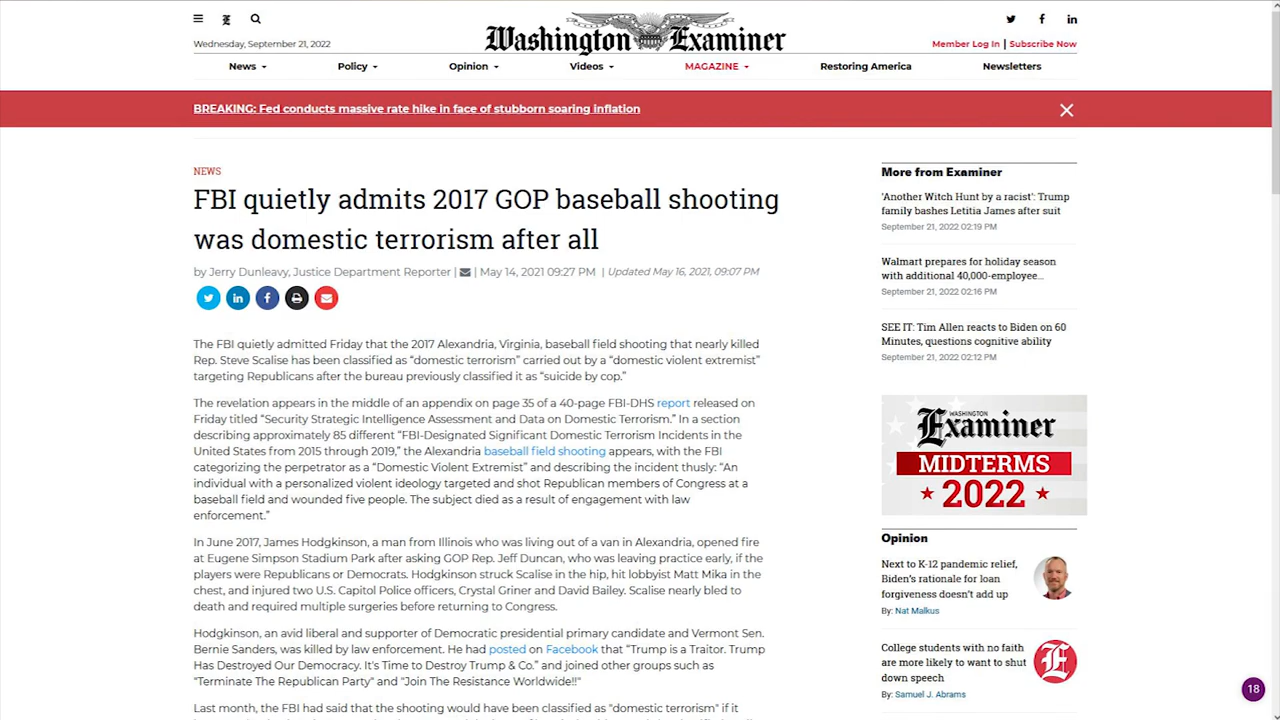 Washington Examiner
Wednesday, September 21, 2022
Member Log In | Subscribe Now
News
Policy
Opinion
Videos
MAGAZINE
Restoring America
Newsletters
BREAKING: Fed conducts massive rate hike in face of stubborn soaring inflation
NEWS
FBI quietly admits 2017 GOP baseball shooting
was domestic terrorism after all
by Jerry Dunleavy, Justice Department Reporter | | May 14, 2021 09:27 PM | Updated May 16, 2021, 09:07 PM
The FBI quietly admitted Friday that the 2017 Alexandria, Virginia, baseball field shooting that nearly killed
Rep. Steve Scalise has been classified as “domestic terrorism” carried out by a “domestic violent extremist”
targeting Republicans after the bureau previously classified it as “suicide by cop.”
The revelation appears in the middle of an appendix on page 35 of a 40-page FBI-DHS report released on
Friday titled “Security Strategic Intelligence Assessment and Data on Domestic Terrorism.” In a section
describing approximately 85 different “FBI-Designated Significant Domestic Terrorism Incidents in the
United States from 2015 through 2019,” the Alexandria baseball field shooting appears, with the FBI
categorizing the perpetrator as a “Domestic Violent Extremist” and describing the incident thusly: “An
individual with a personalized violent ideology targeted and shot Republican members of Congress at a
baseball field and wounded five people. The subject died as a result of engagement with law
enforcement.”
In June 2017, James Hodgkinson, a man from Illinois who was living out of a van in Alexandria, opened fire
at Eugene Simpson Stadium Park after asking GOP Rep. Jeff Duncan, who was leaving practice early, if the
players were Republicans or Democrats. Hodgkinson struck Scalise in the hip, hit lobbyist Matt Mika in the
chest, and injured two U.S. Capitol Police officers, Crystal Griner and David Bailey. Scalise nearly bled to
death and required multiple surgeries before returning to Congress.
Hodgkinson, an avid liberal and supporter of Democratic presidential primary candidate and Vermont Sen.
Bernie Sanders, was killed by law enforcement. He had posted on Facebook that “Trump is a Traitor. Trump
Has Destroyed Our Democracy. It's Time to Destroy Trump & Co.” and joined other groups such as
"Terminate The Republican Party" and "Join The Resistance Worldwide!!"
Last month, the FBI had said that the shooting would have been classified as "domestic terrorism" if it
More from Examiner
'Another Witch Hunt by a racist': Trump
family bashes Letitia James after suit
September 21, 2022 02:19 PM
Walmart prepares for holiday season
with additional 40,000-employee...
September 21, 2022 02:16 PM
SEE IT: Tim Allen reacts to Biden on 60
Minutes, questions cognitive ability
September 21, 2022 02:12 PM
WASHINGTON
Examiner
MIDTERMS
2022
Opinion
Next to K-12 pandemic relief,
Biden's rationale for loan
forgiveness doesn't add up
By: Nat Malkus
College students with no faith
are more likely to want to shut
down speech
By: Samuel J. Abrams
18